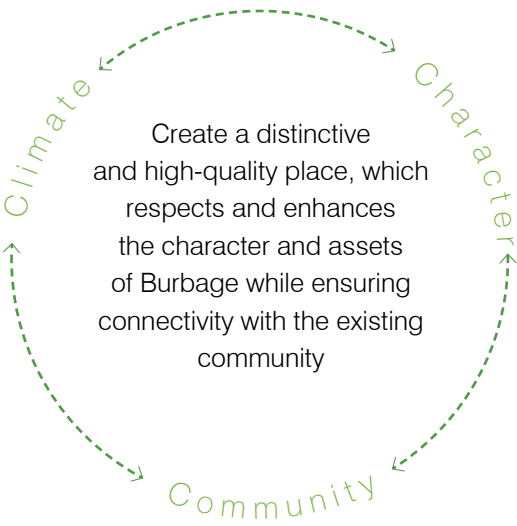 Climate
Character
Create a distinctive
and high-quality place, which
respects and enhances
the character and assets
of Burbage while ensuring
connectivity with the existing
community
Community